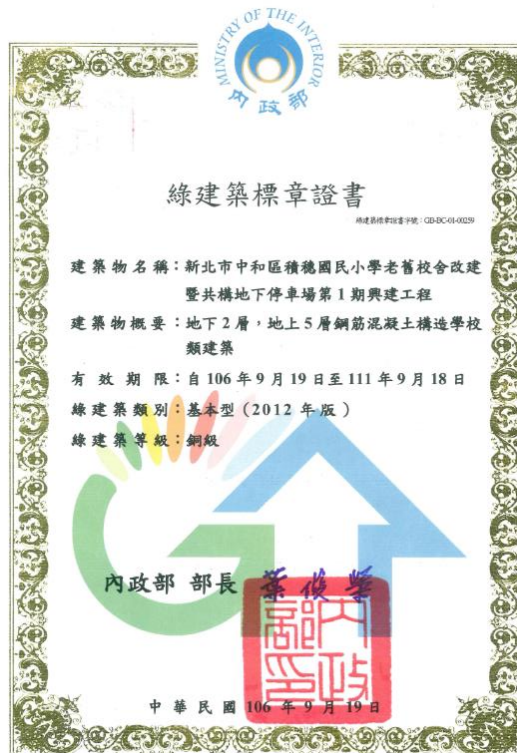 MINISTRY OF THE INTERIOR
內政部
綠建築標章證書
綠建築標章證書字號：GB-BC-01-00259
建築物名稱：新北市中和區積穗國民小學老舊校舍改建
暨共構地下停車場第1期興建工程
建築物概要：地下2層，地上5層鋼筋混凝土構造學校
類建築
有效期限：自106年9月19日至111年9月18日
綠建築類別：基本型（2012年版）
綠建築等級：銅級
內政部 部長 葉俊榮
內政部印
中華民國106年9月19日